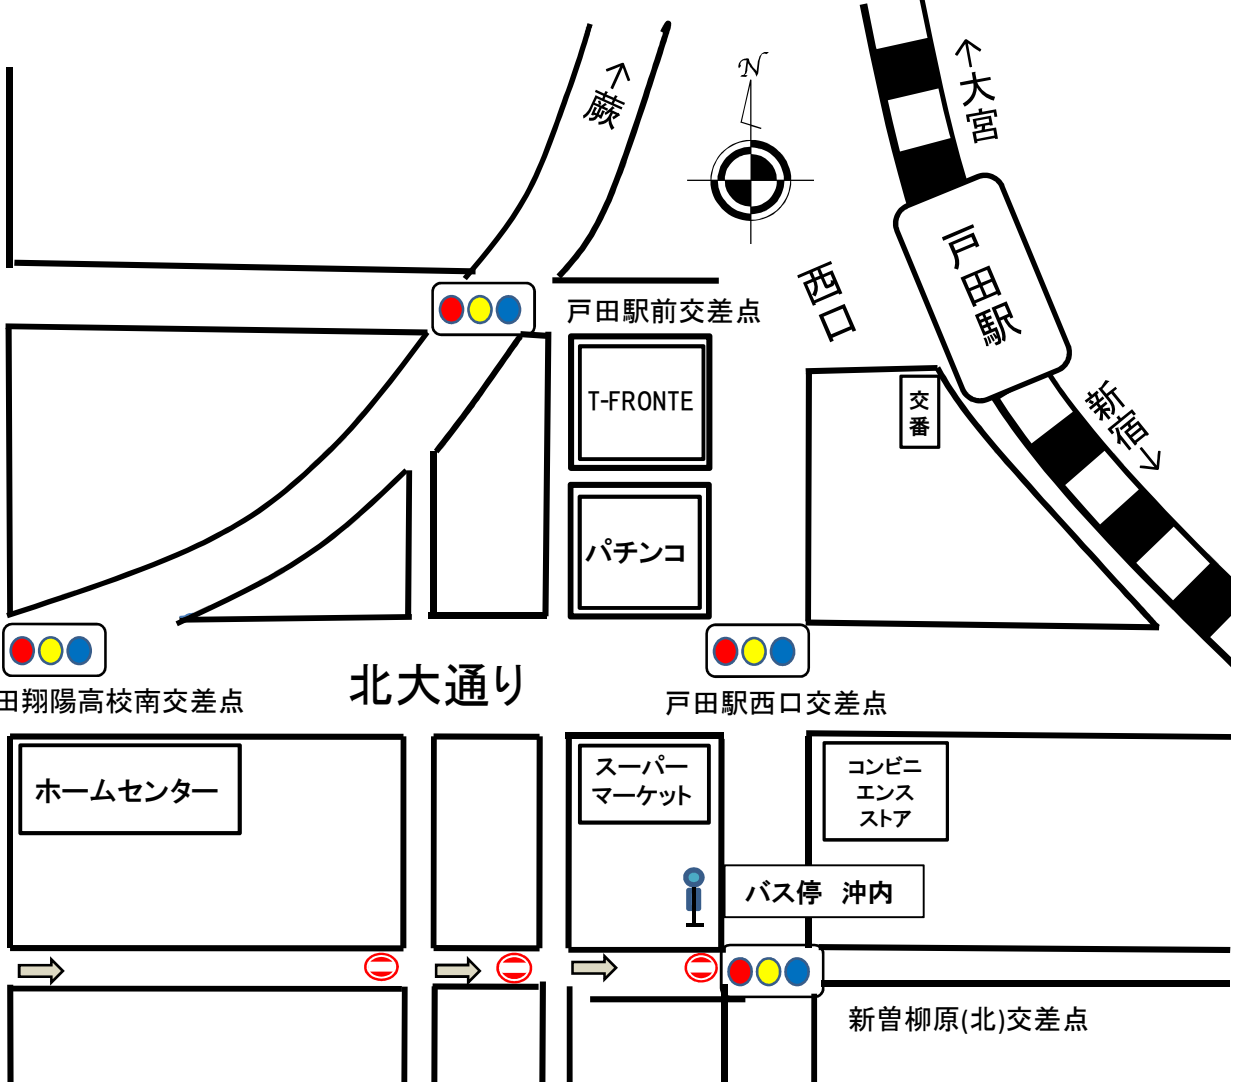 N
↑大宮
↑蕨
戸田駅
西口
戸田駅前交差点
T-FRONTE
交番
新宿→
パチンコ
田翔陽高校南交差点
北大通り
戸田駅西口交差点
ホームセンター
スーパー
マーケット
コンビニ
エンス
ストア
バス停 沖内
新曽柳原(北)交差点